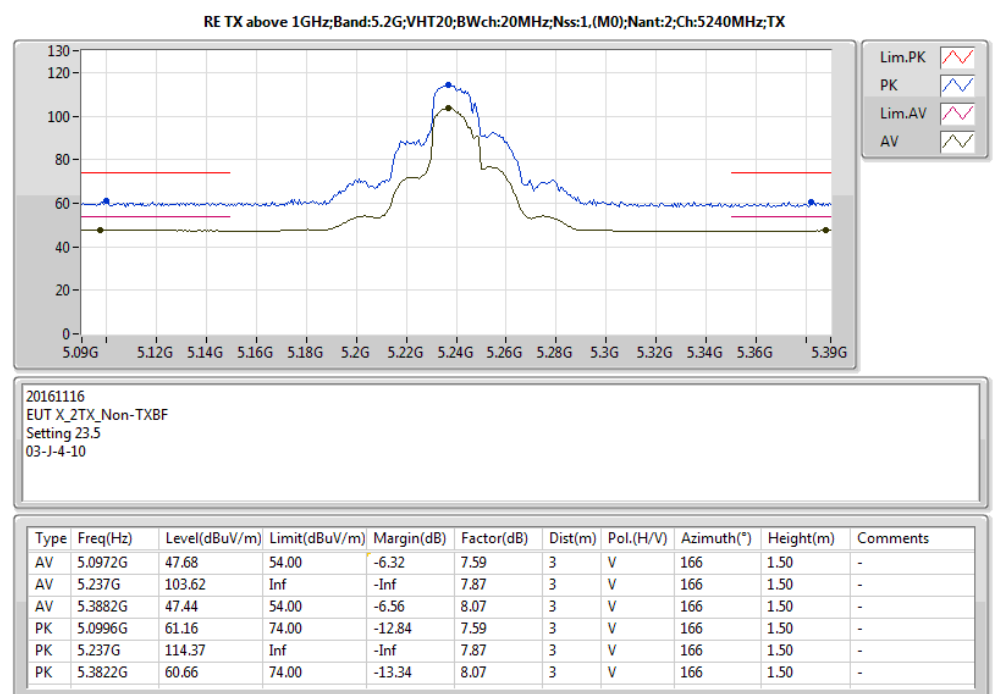 RE TX above 1GHz;Band:5.2G;VHT20;BWch:20MHz;Nss:1,(M0);Nant:2;Ch:5240MHz;TX
130
120
100
80
60
40
20
0
5.09G 5.12G 5.14G 5.16G 5.18G 5.2G 5.22G 5.24G 5.26G 5.28G 5.3G 5.32G 5.34G 5.36G 5.39G
Lim.PK
PK
Lim.AV
AV
20161116
EUT X_2TX_Non-TXBF
Setting 23.5
03-J-4-10
Type Freq(Hz) Level(dBuV/m) Limit(dBuV/m) Margin(dB) Factor(dB) Dist(m) Pol.(H/V) Azimuth(°) Height(m) Comments
AV 5.0972G 47.68 54.00 -6.32 7.59 3 V 166 1.50 -
AV 5.237G 103.62 Inf -Inf 7.87 3 V 166 1.50 -
AV 5.3882G 47.44 54.00 -6.56 8.07 3 V 166 1.50 -
PK 5.0996G 61.16 74.00 -12.84 7.59 3 V 166 1.50 -
PK 5.237G 114.37 Inf -Inf 7.87 3 V 166 1.50 -
PK 5.3822G 60.66 74.00 -13.34 8.07 3 V 166 1.50 -